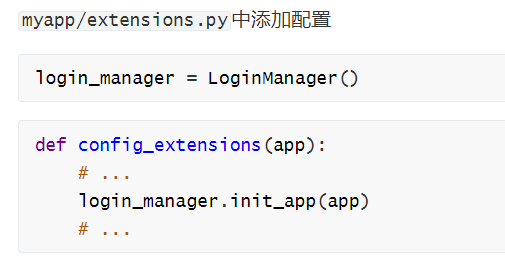 myapp/extensions.py中添加配置
login_manager = LoginManager()
def config_extensions(app):
    # ...
    login_manager.init_app(app)
    # ...